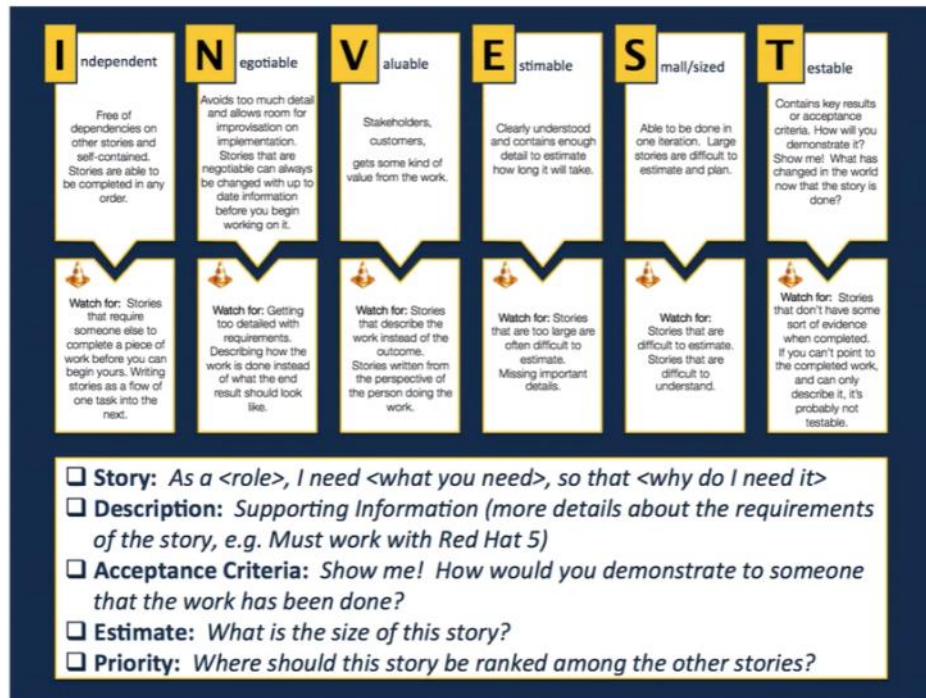 Independent
Free of
dependencies on
other stories and
self-contained.
Stories are able to
be completed in any
order.
Negotiable
Avoids too much detail
and allows room for
improvisation on
implementation.
Stories that are
negotiable can always
be changed with up to
date information
before you begin
working on it.
Valuable
Stakeholders,
customers,
gets some kind of
value from the work.
Estimable
Clearly understood
and contains enough
detail to estimate
how long it will take.
Small/sized
Able to be done in
one iteration. Large
stories are difficult to
estimate and plan.
Testable
Contains key results
or acceptance
criteria. How will you
demonstrate it?
Show me! What has
changed in the world
now that the story is
done?
Watch for: Stories
that require
someone else to
complete a piece of
work before you can
begin yours. Writing
stories as a flow of
one task into the
next.
Watch for: Getting
too detailed with
requirements.
Describing how the
work is done instead
of what the end
result should look
like.
Watch for: Stories
that describe the
work instead of the
outcome.
Stories written from
the perspective of
the person doing the
work.
Watch for: Stories
that are too large are
often difficult to
estimate.
Missing important
details.
Watch for:
Stories that are
difficult to estimate.
Stories that are
difficult to
understand.
Watch for: Stories
that don't have some
sort of evidence
when completed.
If you can't point to
the completed work,
and can only
describe it, it's
probably not
testable.
❑ Story: As a <role>, I need <what you need>, so that <why do I need it>
❑ Description: Supporting Information (more details about the requirements
of the story, e.g. Must work with Red Hat 5)
❑ Acceptance Criteria: Show me! How would you demonstrate to someone
that the work has been done?
❑ Estimate: What is the size of this story?
❑ Priority: Where should this story be ranked among the other stories?